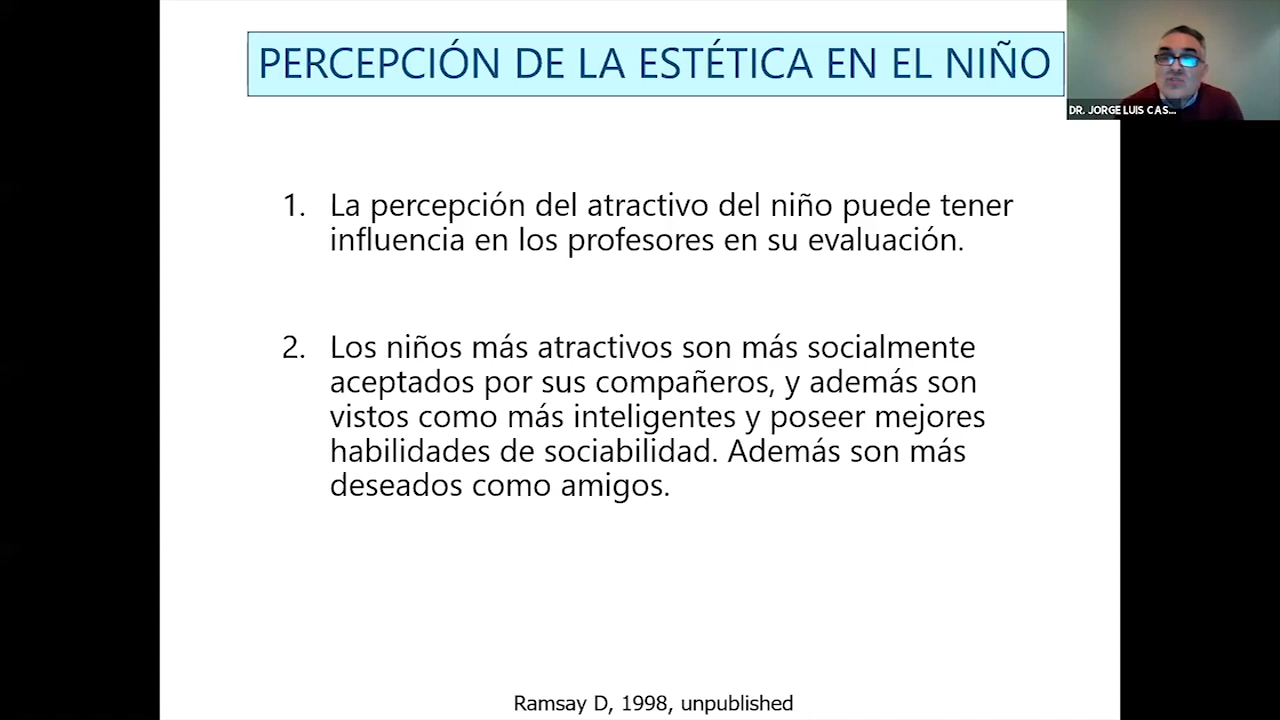 PERCEPCIÓN DE LA ESTÉTICA EN EL NIÑO
DR. JORGE LUIS CAS...
1. La percepción del atractivo del niño puede tener
influencia en los profesores en su evaluación.
2. Los niños más atractivos son más socialmente
aceptados por sus compañeros, y además son
vistos como más inteligentes y poseer mejores
habilidades de sociabilidad. Además son más
deseados como amigos.
Ramsay D, 1998, unpublished